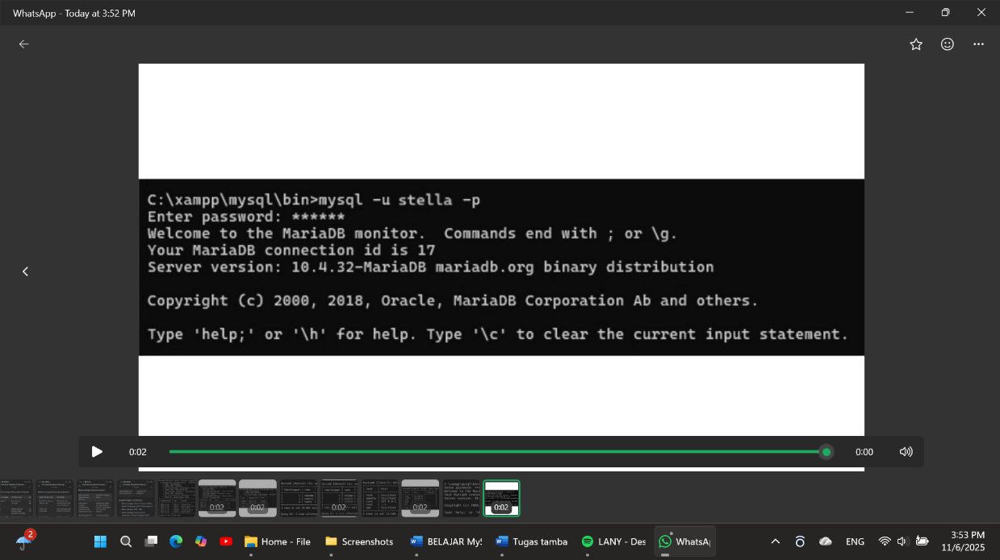 WhatsApp - Today at 3:52 PM
C:\xampp\mysql\bin>mysql -u stella -p
Enter password: ******
Welcome to the MariaDB monitor.  Commands end with ; or \g.
Your MariaDB connection id is 17
Server version: 10.4.32-MariaDB mariadb.org binary distribution
Copyright (c) 2000, 2018, Oracle, MariaDB Corporation Ab and others.
Type 'help;' or '\h' for help. Type '\c' to clear the current input statement.
0:02
0:00
0:02
0:02
0:02
0:02
0:02
2
Home - File
Screenshots
BELAJAR MyS
Tugas tamba
LANY - Des
WhatsA
ENG
3:53 PM
11/6/2025